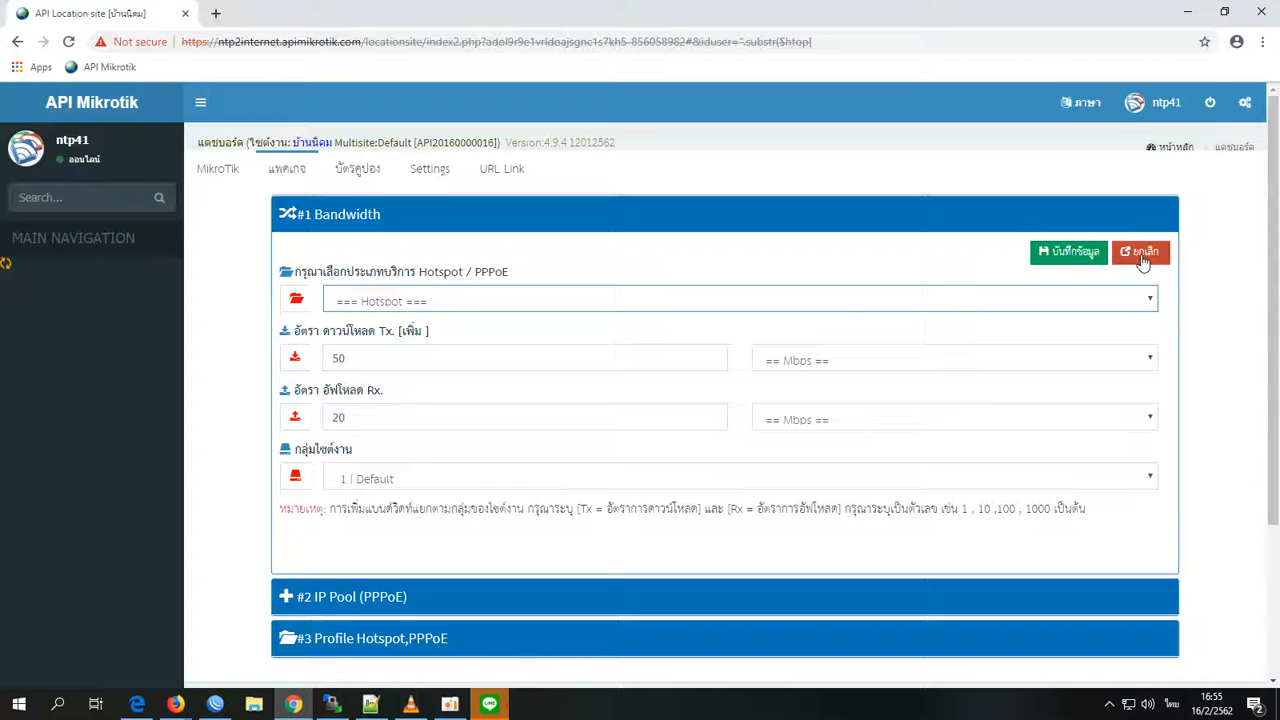 API Location site [บ้านนิคม]
Not secure
https://ntp2internet.apimikrotik.com/locationsite/index2.php?adol9r9e1vrldoajsgnc1s7kh5-856058982#&iduser=".substr($htop[
Apps API Mikrotik
API Mikrotik
ภาษา ntp41
ntp41
ออนไลน์
Search...
MAIN NAVIGATION
แดชบอร์ด (ไซต์งาน: บ้านนิคม Multisite:Default [API20160000016]) Version:4.9.4 12012562
หน้าหลัก แดชบอร์ด
MikroTik แพคเกจ บัตรคูปอง Settings URL Link
#1 Bandwidth
บันทึกข้อมูล ยกเลิก
กรุณาเลือกประเภทบริการ Hotspot / PPPoE
=== Hotspot ===
อัตรา ดาวน์โหลด Tx. [เพิ่ม ]
50 == Mbps ==
อัตรา อัฟโหลด Rx.
20 == Mbps ==
กลุ่มไซต์งาน
1 | Default
หมายเหตุ: การเพิ่มแบนด์วิดท์แยกตามกลุ่มของไซต์งาน กรุณาระบุ [Tx = อัตราการดาวน์โหลด] และ [Rx = อัตราการอัฟโหลด] กรุณาระบุเป็นตัวเลข เช่น 1 , 10 ,100 , 1000 เป็นต้น
#2 IP Pool (PPPoE)
#3 Profile Hotspot,PPPoE
LINE
ไทย
16:55
16/2/2562
2